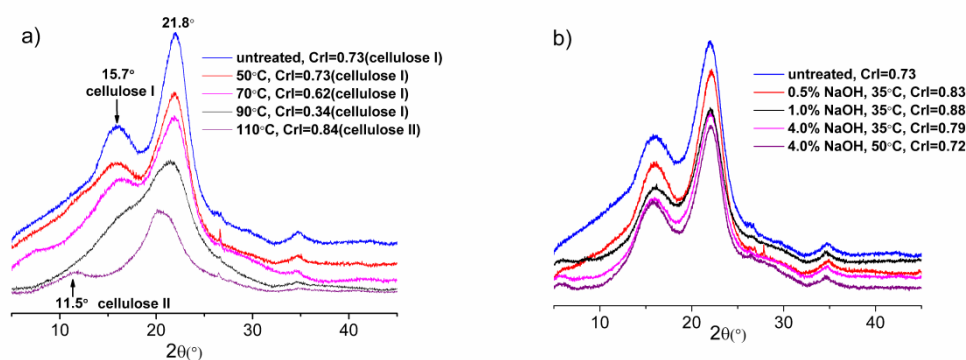 a)
21.8°
untreated, CrI=0.73(cellulose I)
50°C, CrI=0.73(cellulose I)
70°C, CrI=0.62(cellulose I)
90°C, CrI=0.34(cellulose I)
110°C, CrI=0.84(cellulose II)
15.7°
cellulose I
11.5° cellulose II
10 20 30 40
2θ(°)
b)
untreated, CrI=0.73
0.5% NaOH, 35°C, CrI=0.83
1.0% NaOH, 35°C, CrI=0.88
4.0% NaOH, 35°C, CrI=0.79
4.0% NaOH, 50°C, CrI=0.72
10 20 30 40
2θ(°)